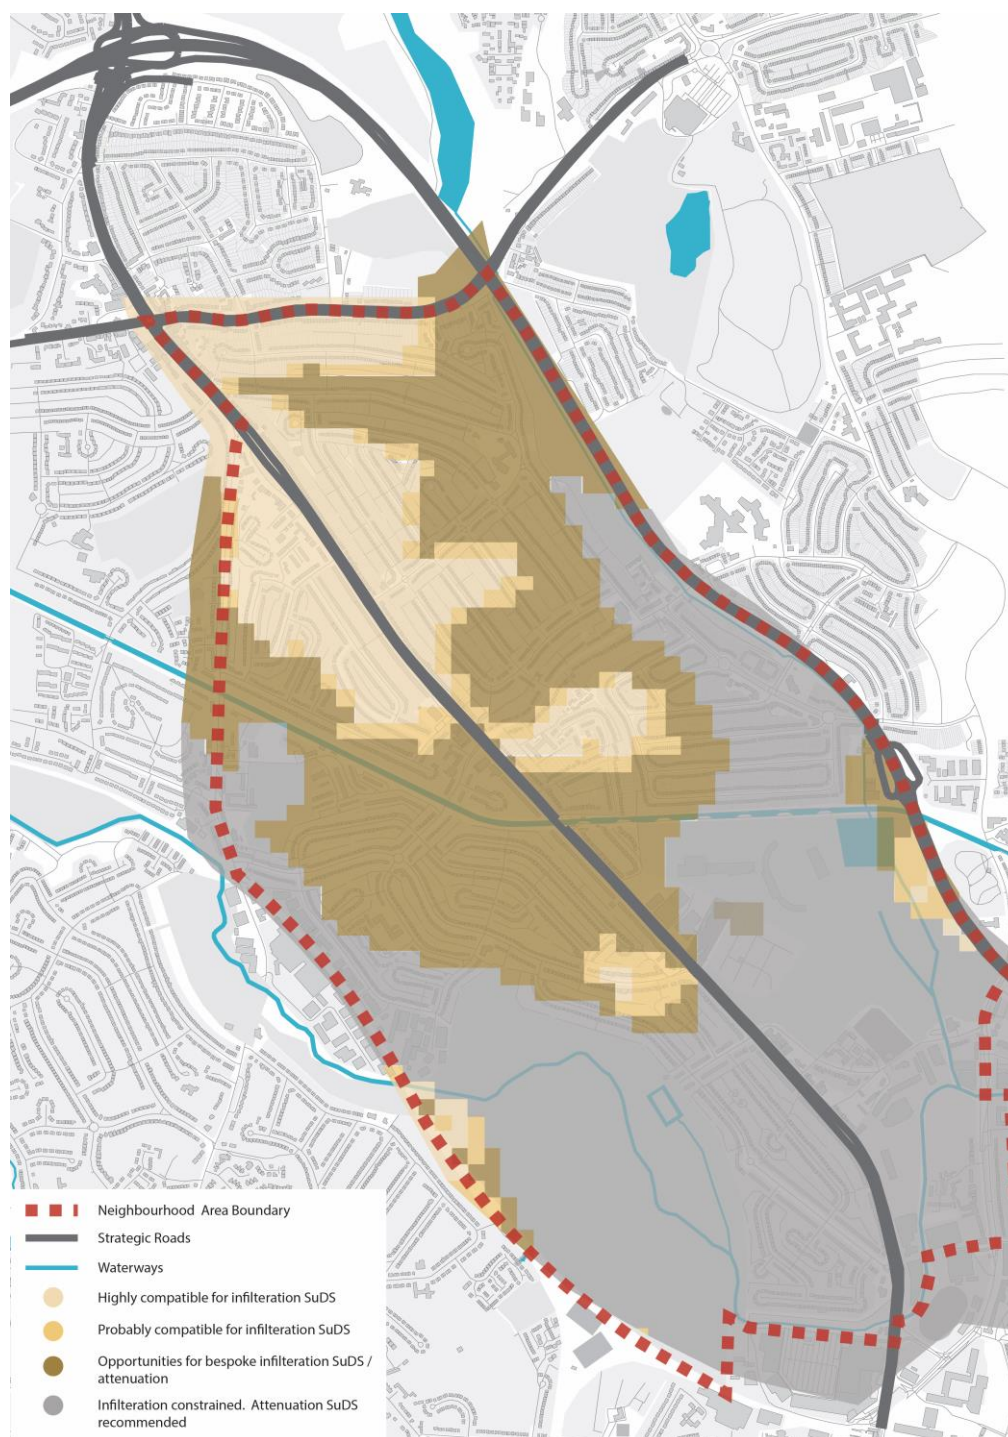 Neighbourhood Area Boundary
Strategic Roads
Waterways
Highly compatible for infilteration SuDS
Probably compatible for infilteration SuDS
Opportunities for bespoke infilteration SuDS /
attenuation
Infilteration constrained. Attenuation SuDS
recommended